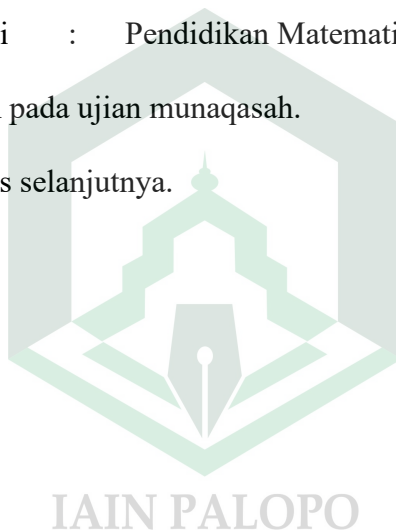 i : Pendidikan Matemati
pada ujian munaqasah.
s selanjutnya.
IAIN PALOPO